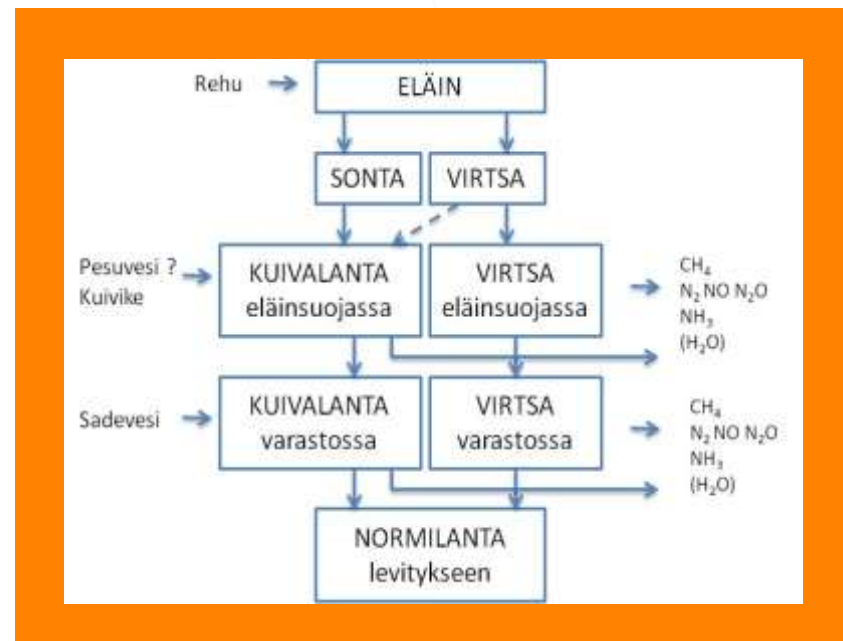 Rehu
ELÄIN
SONTA
VIRTSA
Pesuvesi ?
Kuivike
KUIVALANTA
eläinsuojassa
VIRTSA
eläinsuojassa
CH₄
N₂ NO N₂O
NH₃
(H₂O)
Sadevesi
KUIVALANTA
varastossa
VIRTSA
varastossa
CH₄
N₂ NO N₂O
NH₃
(H₂O)
NORMILANTA
levitykseen